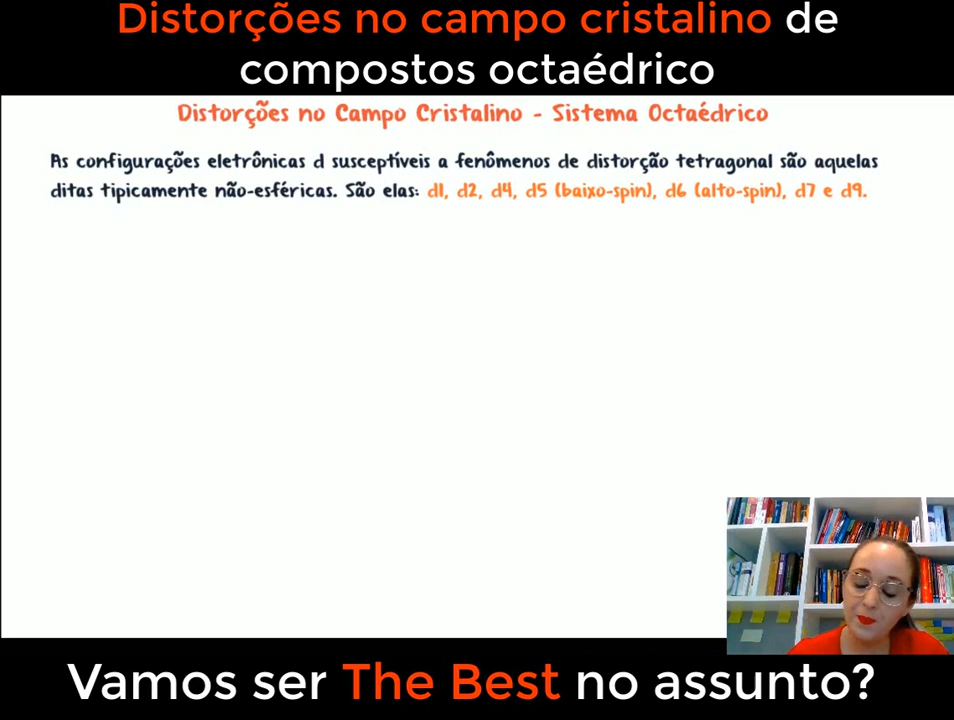 Distorções no campo cristalino de
compostos octaédrico
Distorções no Campo Cristalino - Sistema Octaédrico
As configurações eletrônicas d susceptíveis a fenômenos de distorção tetragonal são aquelas
ditas tipicamente não-esféricas. São elas: d1, d2, d4, d5 (baixo-spin), d6 (alto-spin), d7 e d9.
Vamos ser The Best no assunto?